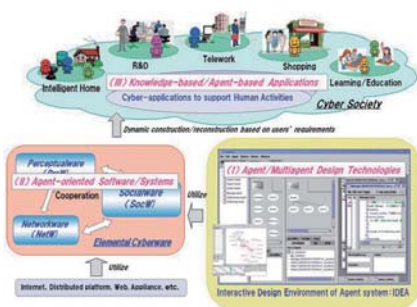 Telework
R&D
Shopping
Intelligent Home
Learning/Education
(III) Knowledge-based/Agent-based Applications
Cyber-applications to support Human Activities
Cyber Society
Dynamic construction/reconstruction based on users' requirements
Perceptualware
(II) Agent-oriented Software/Systems
Cooperation
Socialware
(SocW)
Networkware
(NetW)
Elemental Cyberware
Utilize
(I) Agent/Multiagent Design Technologies
Utilize
Internet, Distributed platform, Web, Appliance, etc.
Interactive Design Environment of Agent system: IDEA